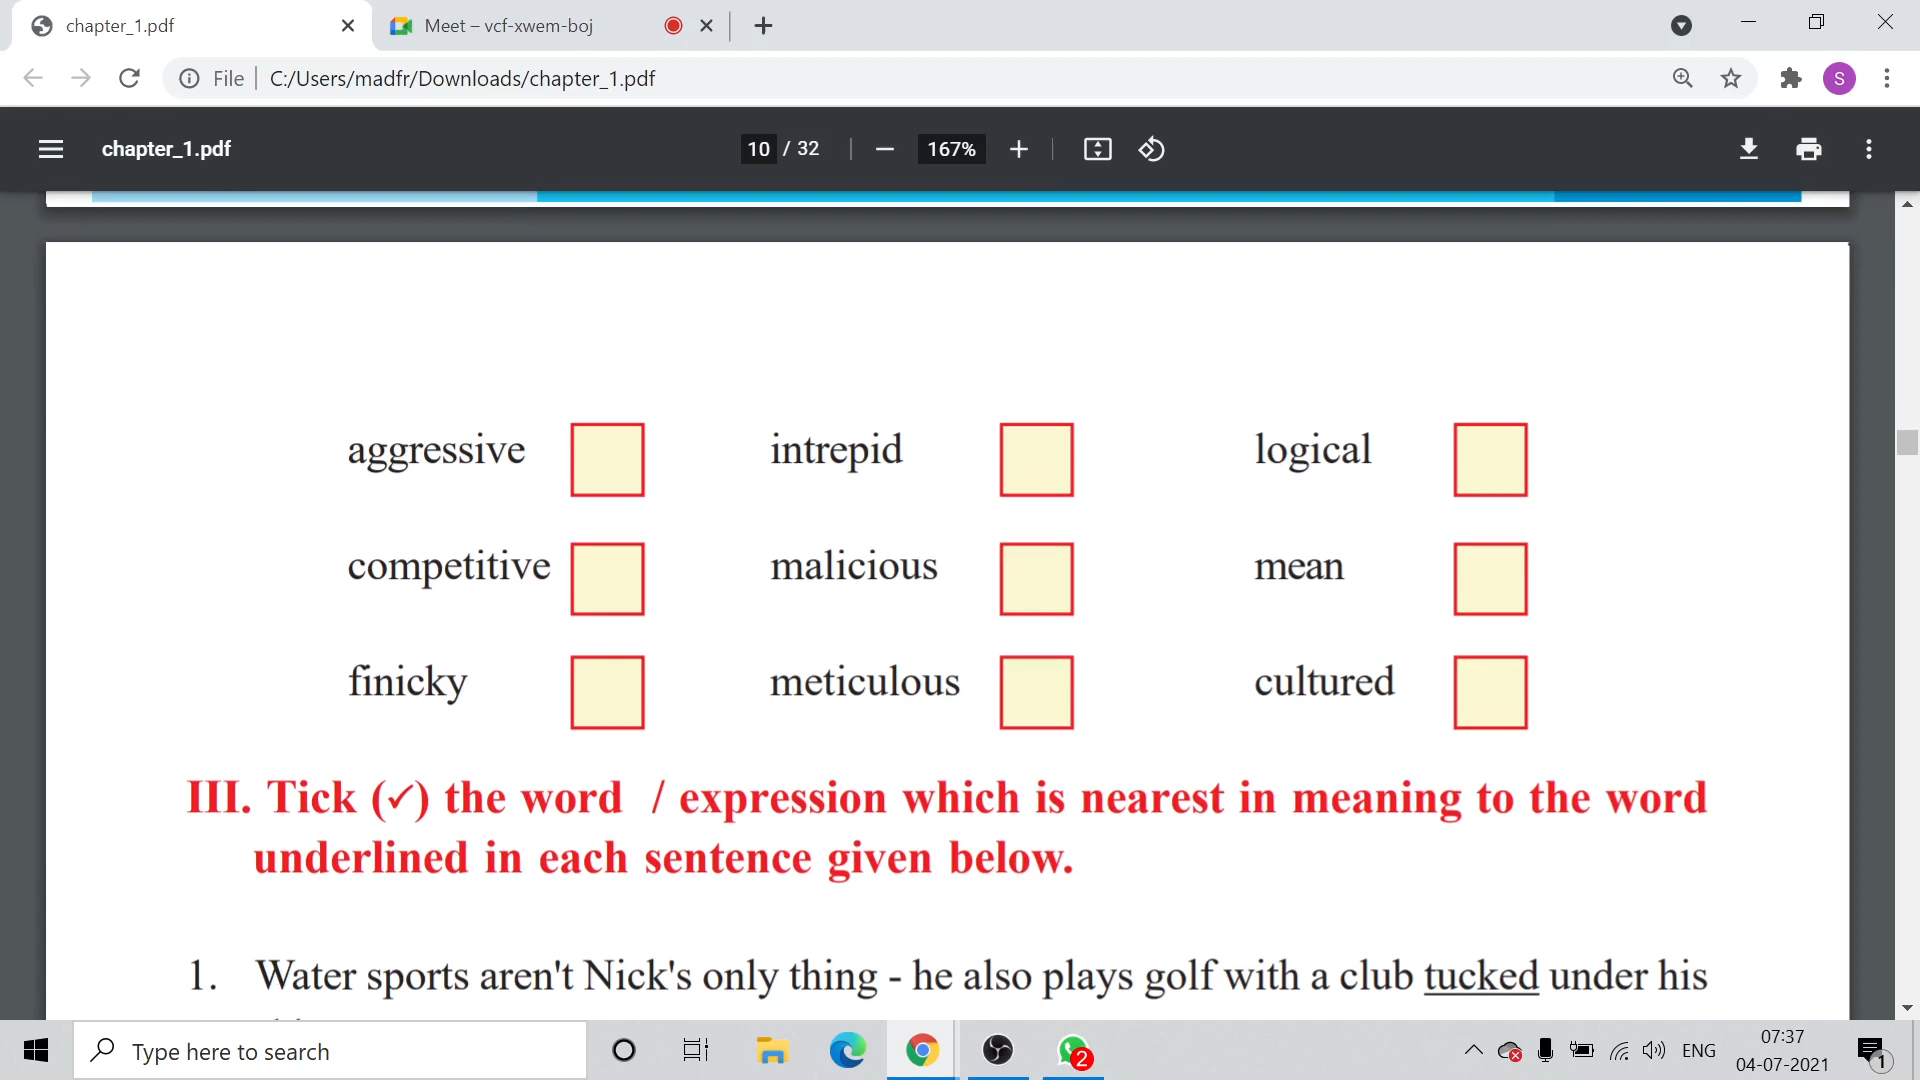 chapter_1.pdf
Meet – vcf-xwem-boj
File
C:/Users/madfr/Downloads/chapter_1.pdf
S
chapter_1.pdf
10 / 32
167%
aggressive intrepid logical
competitive malicious mean
finicky meticulous cultured
III. Tick (✓) the word / expression which is nearest in meaning to the word
underlined in each sentence given below.
1. Water sports aren't Nick's only thing - he also plays golf with a club tucked under his
Type here to search
2
ENG
07:37
04-07-2021
1